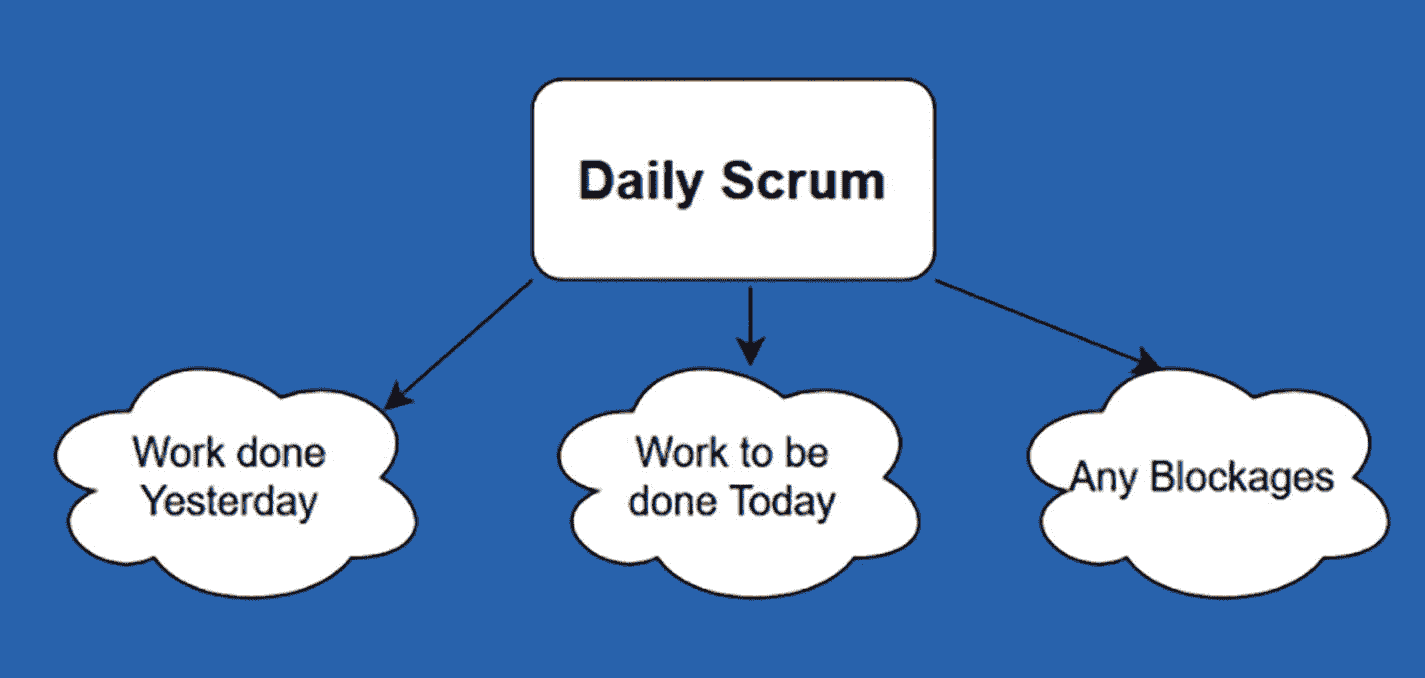 Daily Scrum
Work done
Yesterday
Work to be
done Today
Any Blockages